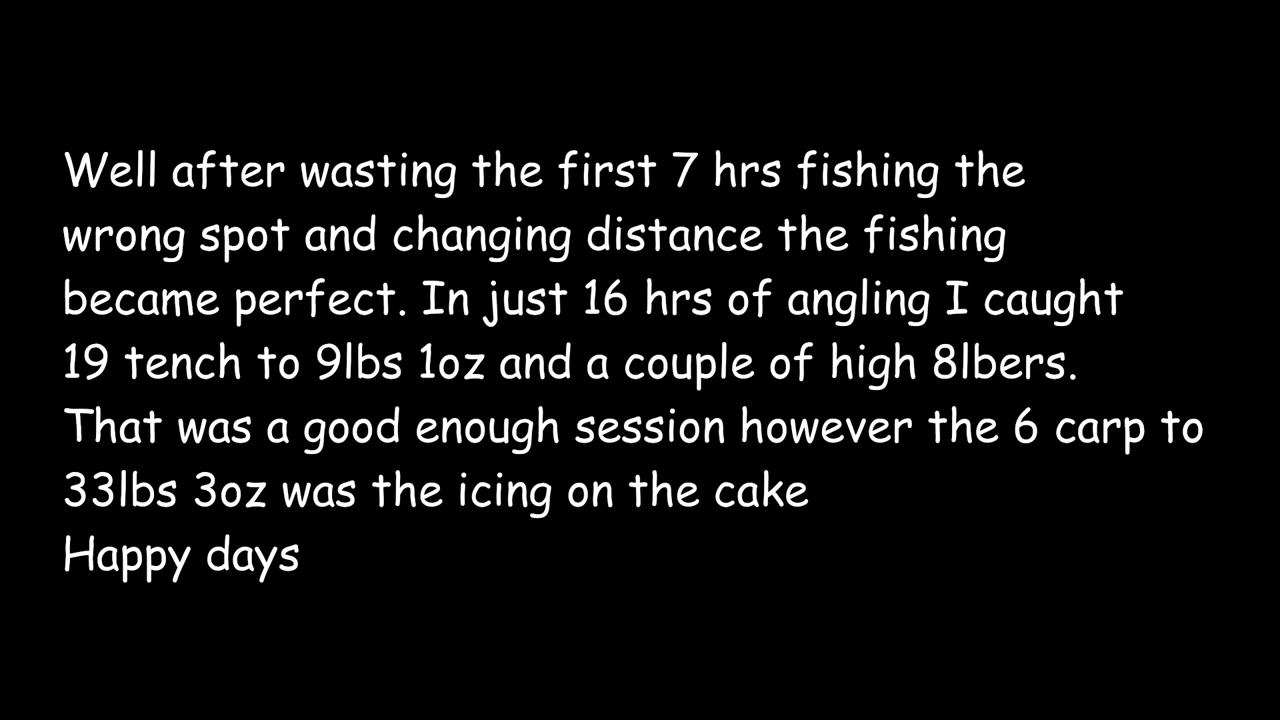 Well after wasting the first 7 hrs fishing the
wrong spot and changing distance the fishing
became perfect. In just 16 hrs of angling I caught
19 tench to 9lbs 1oz and a couple of high 8lbers.
That was a good enough session however the 6 carp to
33lbs 3oz was the icing on the cake
Happy days